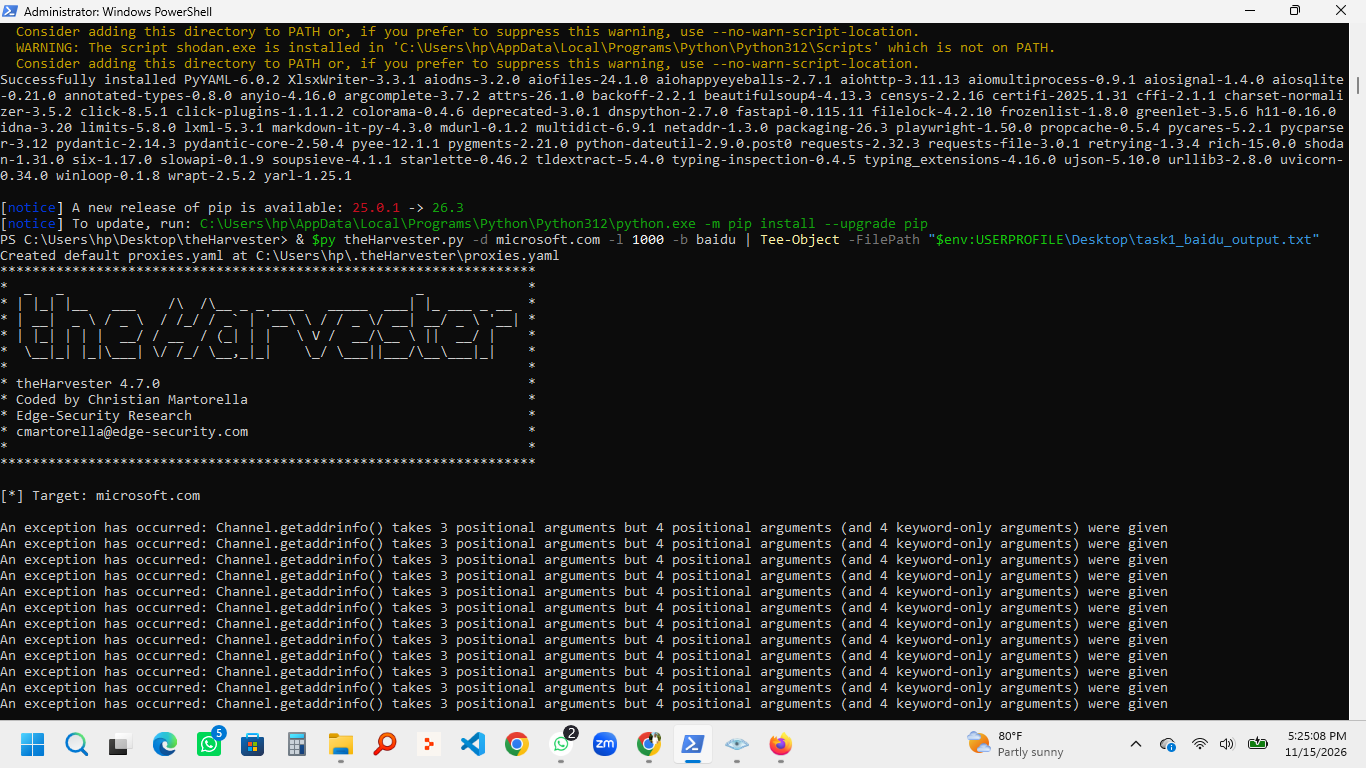 Administrator: Windows PowerShell
Consider adding this directory to PATH or, if you prefer to suppress this warning, use --no-warn-script-location.
WARNING: The script shodan.exe is installed in 'C:\Users\hp\AppData\Local\Programs\Python\Python312\Scripts' which is not on PATH.
Consider adding this directory to PATH or, if you prefer to suppress this warning, use --no-warn-script-location.
Successfully installed PyYAML-6.0.2 XlsxWriter-3.3.1 aiodns-3.2.0 aiofiles-24.1.0 aiohappyeyeballs-2.7.1 aiohttp-3.11.13 aiomultiprocess-0.9.1 aiosignal-1.4.0 aiosqlite
-0.21.0 annotated-types-0.8.0 anyio-4.16.0 argcomplete-3.7.2 attrs-26.1.0 backoff-2.2.1 beautifulsoup4-4.13.3 censys-2.2.16 certifi-2025.1.31 cffi-2.1.1 charset-normali
zer-3.5.2 click-8.5.1 click-plugins-1.1.1.2 colorama-0.4.6 deprecated-3.0.1 dnspython-2.7.0 fastapi-0.115.11 filelock-4.2.10 frozenlist-1.8.0 greenlet-3.5.6 h11-0.16.0
idna-3.20 limits-5.8.0 lxml-5.3.1 markdown-it-py-4.3.0 mdurl-0.1.2 multidict-6.9.1 netaddr-1.3.0 packaging-26.3 playwright-1.50.0 propcache-0.5.4 pycares-5.2.1 pycparse
r-3.12 pydantic-2.14.3 pydantic-core-2.50.4 pyee-12.1.1 pygments-2.21.0 python-dateutil-2.9.0.post0 requests-2.32.3 requests-file-3.0.1 retrying-1.3.4 rich-15.0.0 shoda
n-1.31.0 six-1.17.0 slowapi-0.1.9 soupsieve-4.1.1 starlette-0.46.2 tldextract-5.4.0 typing-inspection-0.4.5 typing_extensions-4.16.0 ujson-5.10.0 urllib3-2.8.0 uvicorn-
0.34.0 winloop-0.1.8 wrapt-2.5.2 yarl-1.25.1
[notice] A new release of pip is available: 25.0.1 -> 26.3
[notice] To update, run: C:\Users\hp\AppData\Local\Programs\Python\Python312\python.exe -m pip install --upgrade pip
PS C:\Users\hp\Desktop\theHarvester> & $py theHarvester.py -d microsoft.com -l 1000 -b baidu | Tee-Object -FilePath "$env:USERPROFILE\Desktop\task1_baidu_output.txt"
Created default proxies.yaml at C:\Users\hp\.theHarvester\proxies.yaml
*******************************************************************
theHarvester
* theHarvester 4.7.0 *
* Coded by Christian Martorella *
* Edge-Security Research *
* cmartorella@edge-security.com *
* *
*******************************************************************
[*] Target: microsoft.com
An exception has occurred: Channel.getaddrinfo() takes 3 positional arguments but 4 positional arguments (and 4 keyword-only arguments) were given
An exception has occurred: Channel.getaddrinfo() takes 3 positional arguments but 4 positional arguments (and 4 keyword-only arguments) were given
An exception has occurred: Channel.getaddrinfo() takes 3 positional arguments but 4 positional arguments (and 4 keyword-only arguments) were given
An exception has occurred: Channel.getaddrinfo() takes 3 positional arguments but 4 positional arguments (and 4 keyword-only arguments) were given
An exception has occurred: Channel.getaddrinfo() takes 3 positional arguments but 4 positional arguments (and 4 keyword-only arguments) were given
An exception has occurred: Channel.getaddrinfo() takes 3 positional arguments but 4 positional arguments (and 4 keyword-only arguments) were given
An exception has occurred: Channel.getaddrinfo() takes 3 positional arguments but 4 positional arguments (and 4 keyword-only arguments) were given
An exception has occurred: Channel.getaddrinfo() takes 3 positional arguments but 4 positional arguments (and 4 keyword-only arguments) were given
An exception has occurred: Channel.getaddrinfo() takes 3 positional arguments but 4 positional arguments (and 4 keyword-only arguments) were given
An exception has occurred: Channel.getaddrinfo() takes 3 positional arguments but 4 positional arguments (and 4 keyword-only arguments) were given
An exception has occurred: Channel.getaddrinfo() takes 3 positional arguments but 4 positional arguments (and 4 keyword-only arguments) were given
An exception has occurred: Channel.getaddrinfo() takes 3 positional arguments but 4 positional arguments (and 4 keyword-only arguments) were given
5
2
zm
80°F
Partly sunny
5:25:08 PM
11/15/2026